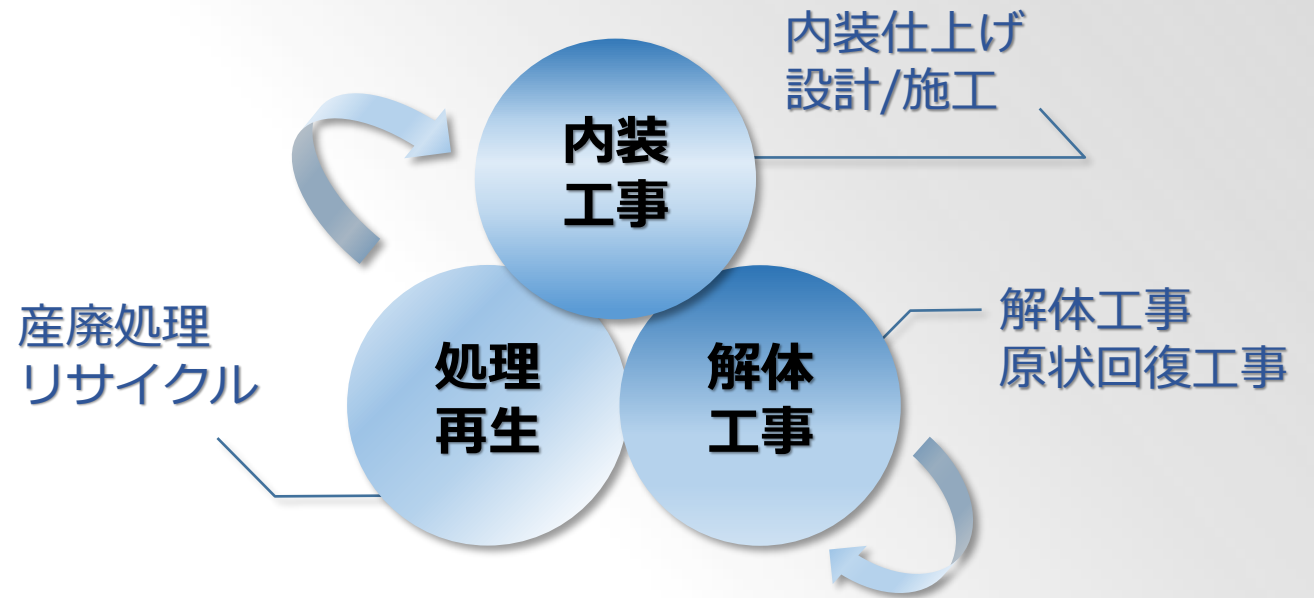 内装仕上げ
設計/施工
内装
工事
産廃処理
リサイクル
処理
再生
解体
工事
解体工事
原状回復工事